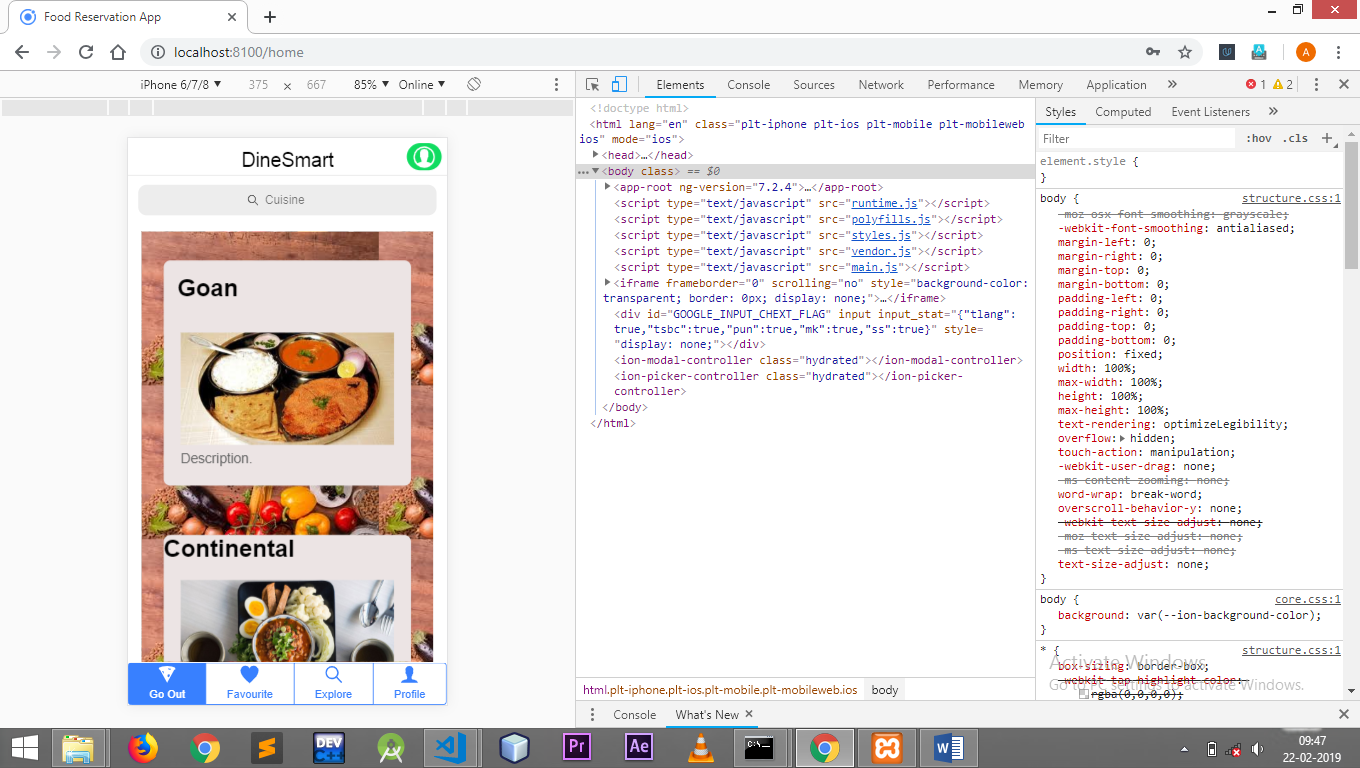 Food Reservation App
localhost:8100/home
A
iPhone 6/7/8 ▼ 375 × 667 85% ▼ Online ▼
Elements Console Sources Network Performance Memory Application » 1 2
DineSmart
Cuisine
Goan
Description.
Continental
Go Out Favourite Explore Profile
<!doctype html>
<html lang="en" class="plt-iphone plt-ios plt-mobile plt-mobileweb
ios" mode="ios">
<head>…</head>
<body class> == $0
<app-root ng-version="7.2.4">…</app-root>
<script type="text/javascript" src="runtime.js"></script>
<script type="text/javascript" src="polyfills.js"></script>
<script type="text/javascript" src="styles.js"></script>
<script type="text/javascript" src="vendor.js"></script>
<script type="text/javascript" src="main.js"></script>
<iframe frameborder="0" scrolling="no" style="background-color:
transparent; border: 0px; display: none;">…</iframe>
<div id="GOOGLE_INPUT_CHEXT_FLAG" input input_stat="{"tlang":
true,"tsbc":true,"pun":true,"mk":true,"ss":true}" style=
"display: none;"></div>
<ion-modal-controller class="hydrated"></ion-modal-controller>
<ion-picker-controller class="hydrated"></ion-picker-
controller>
</body>
</html>
html.plt-iphone.plt-ios.plt-mobile.plt-mobileweb.ios body
Styles Computed Event Listeners »
Filter :hov .cls +
element.style {
}
body { structure.css:1
-moz-osx-font-smoothing: grayscale;
-webkit-font-smoothing: antialiased;
margin-left: 0;
margin-right: 0;
margin-top: 0;
margin-bottom: 0;
padding-left: 0;
padding-right: 0;
padding-top: 0;
padding-bottom: 0;
position: fixed;
width: 100%;
max-width: 100%;
height: 100%;
max-height: 100%;
text-rendering: optimizeLegibility;
overflow: hidden;
touch-action: manipulation;
-webkit-user-drag: none;
-ms-content-zooming: none;
word-wrap: break-word;
overscroll-behavior-y: none;
-webkit-text-size-adjust: none;
-moz-text-size-adjust: none;
-ms-text-size-adjust: none;
text-size-adjust: none;
}
body { core.css:1
background: var(--ion-background-color);
}
* { structure.css:1
box-sizing: border-box;
-webkit-tap-highlight-color:
rgba(0,0,0,0);
Activate Windows
Go to PC settings to activate Windows.
Console What's New
DEV
C++
Pr
Ae
C:\
W
09:47
22-02-2019